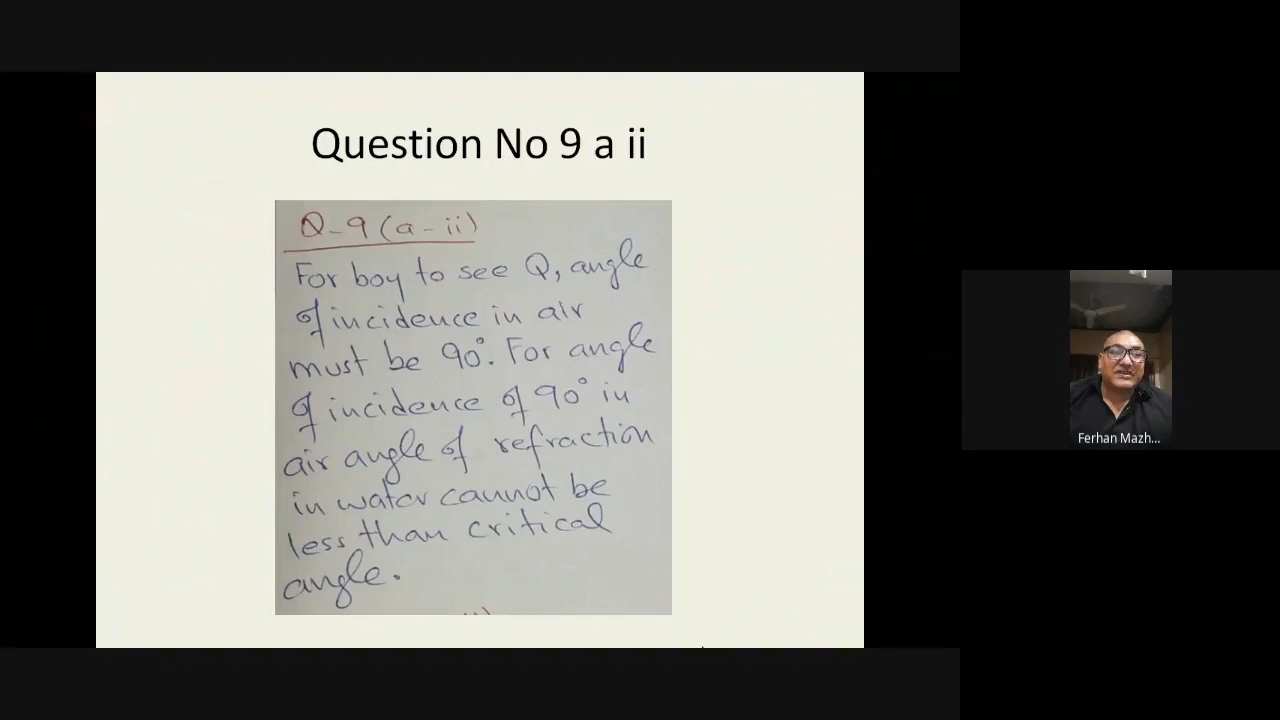 Question No 9 a ii
Q-9 (a-ii)
For boy to see Q, angle
of incidence in air
must be 90°. For angle
of incidence of 90° in
air angle of refraction
in water cannot be
less than critical
angle.
Ferhan Mazh...